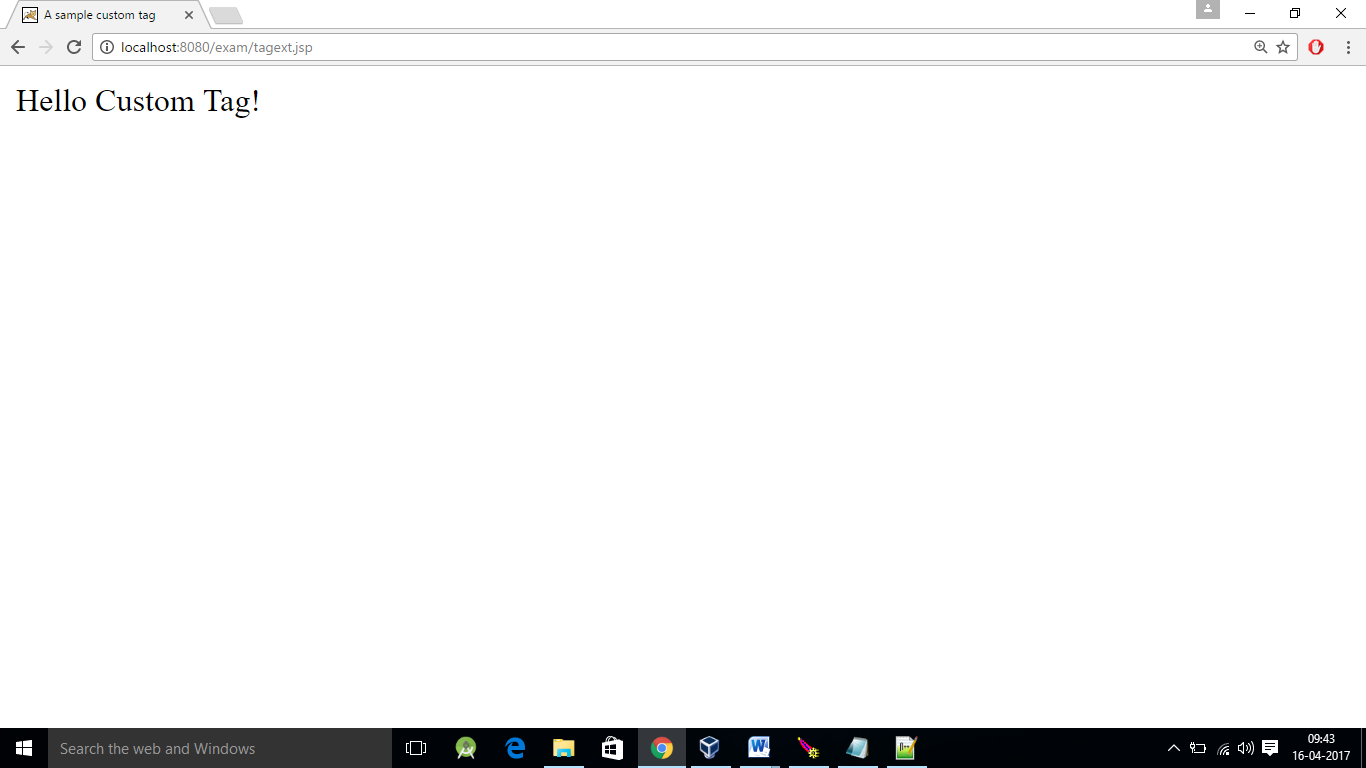 A sample custom tag
localhost:8080/exam/tagext.jsp
Hello Custom Tag!
Search the web and Windows
09:43
16-04-2017